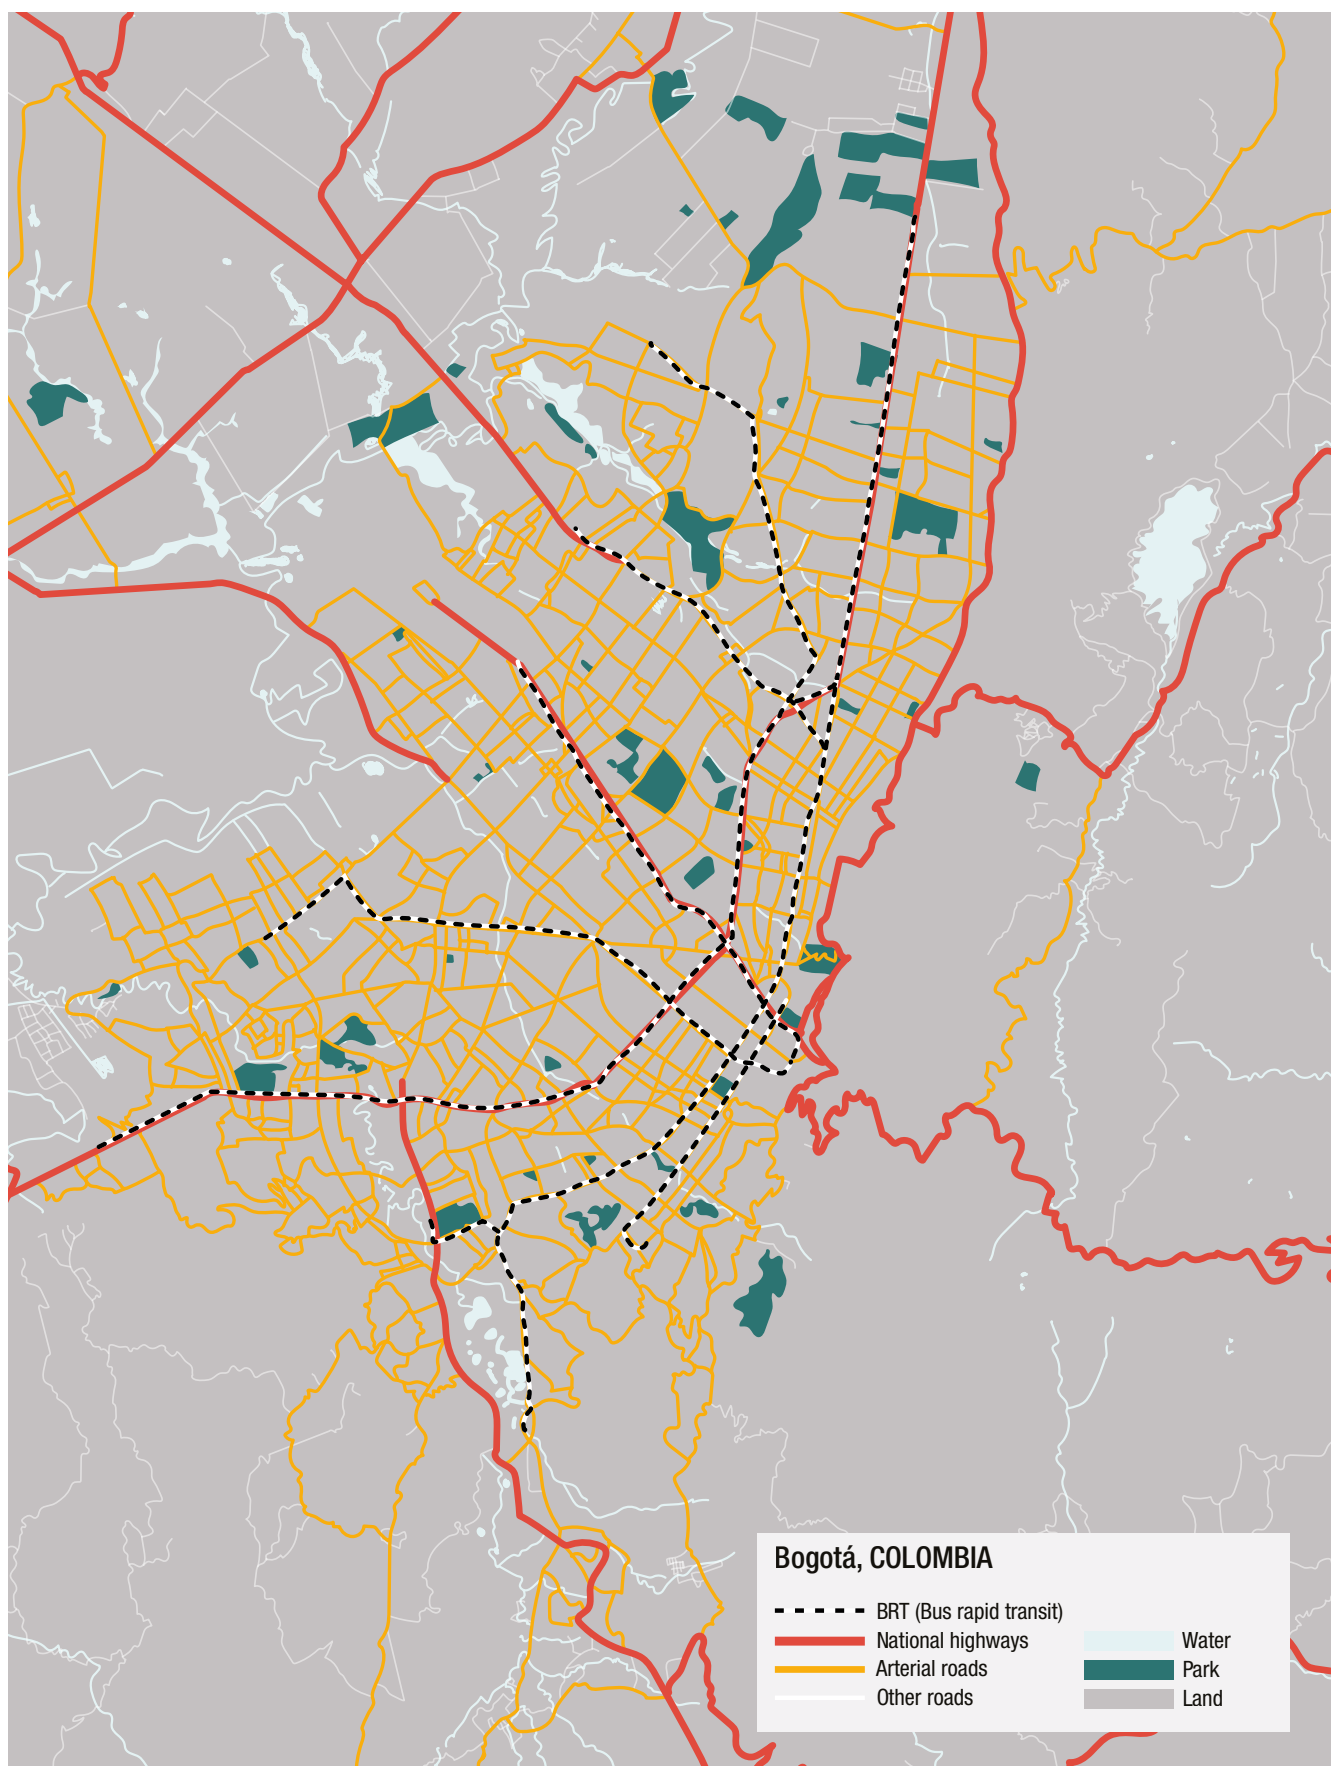 Bogotá, COLOMBIA
BRT (Bus rapid transit)
National highways
Arterial roads
Other roads
Water
Park
Land